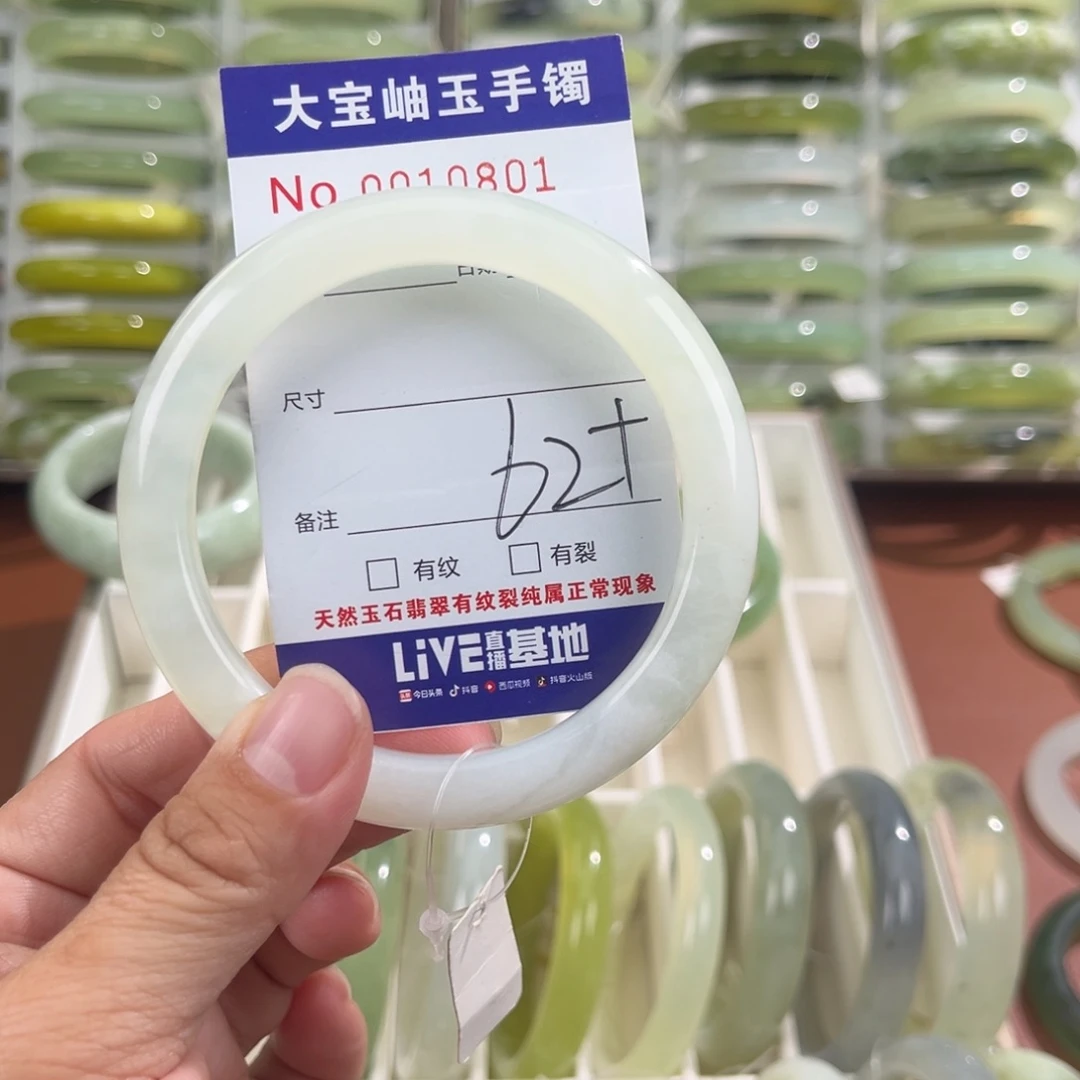 大宝岫玉手镯
No 0010801
日期
尺寸
62+
备注
有纹 有裂
天然玉石翡翠有纹裂纯属正常现象
LiVE直播基地
今日头条 抖音 西瓜视频 抖音火山版